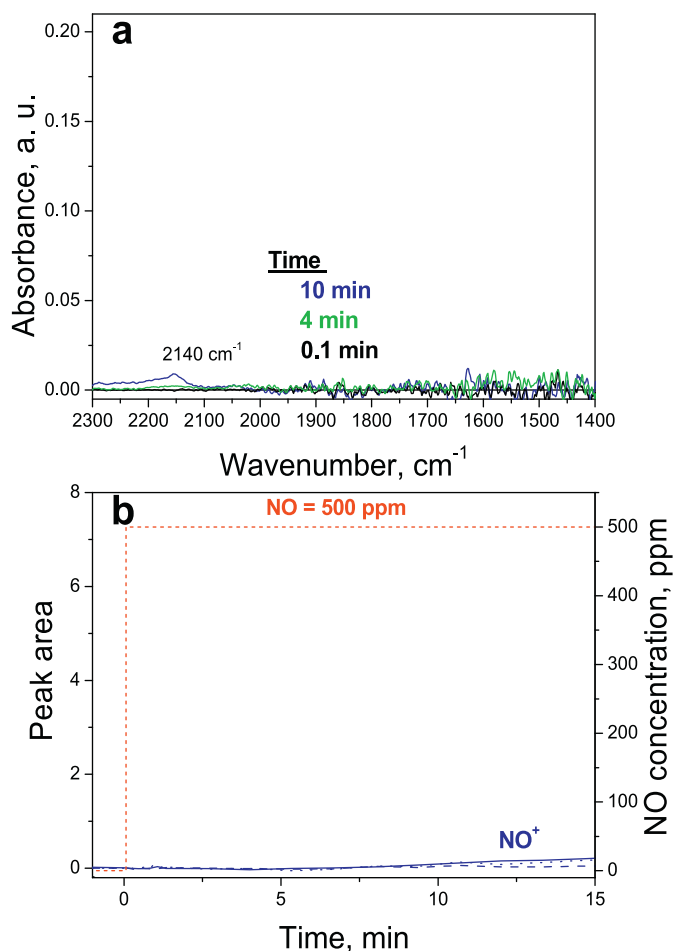 a
0.20
0.15
0.10
0.05
0.00
Absorbance, a. u.
Time
10 min
4 min
0.1 min
2140 cm⁻¹
2300 2200 2100 2000 1900 1800 1700 1600 1500 1400
Wavenumber, cm⁻¹
b
NO = 500 ppm
8
6
4
2
0
Peak area
500
400
300
200
100
0
NO concentration, ppm
NO⁺
0 5 10 15
Time, min